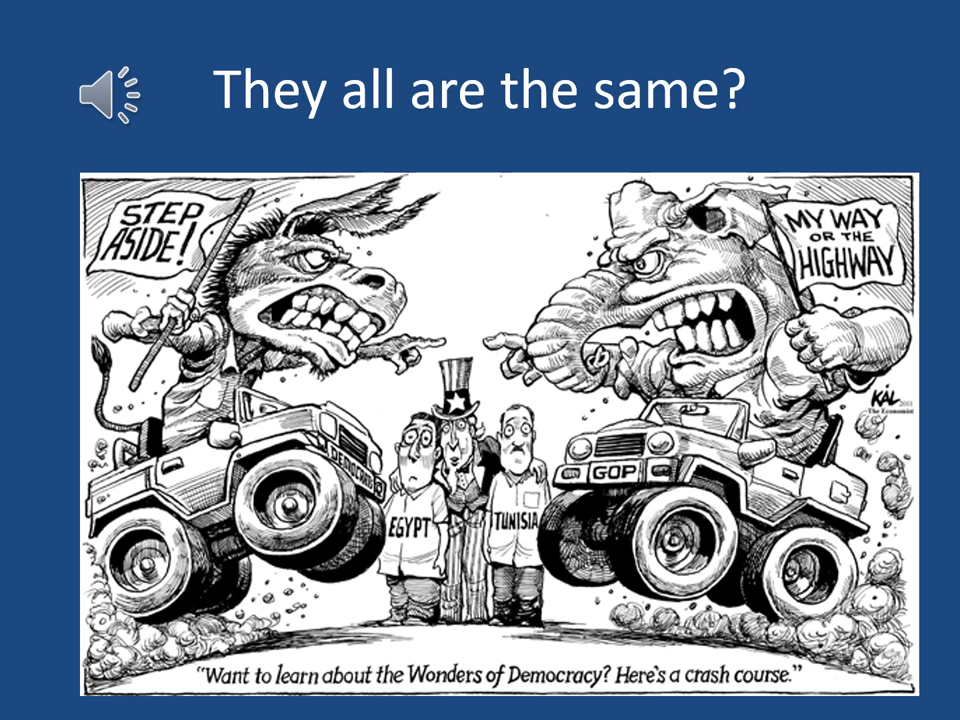 They all are the same?
STEP
ASIDE!
MY WAY
OR THE
HIGHWAY
KAL 2011
The Economist
DEMOCRATS
GOP
EGYPT
TUNISIA
"Want to learn about the Wonders of Democracy? Here's a crash course."